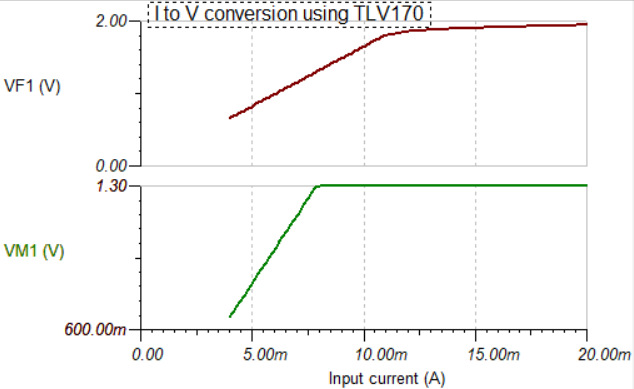 I to V conversion using TLV170
2.00
VF1 (V)
0.00
1.30
VM1 (V)
600.00m
0.00 5.00m 10.00m 15.00m 20.00m
Input current (A)